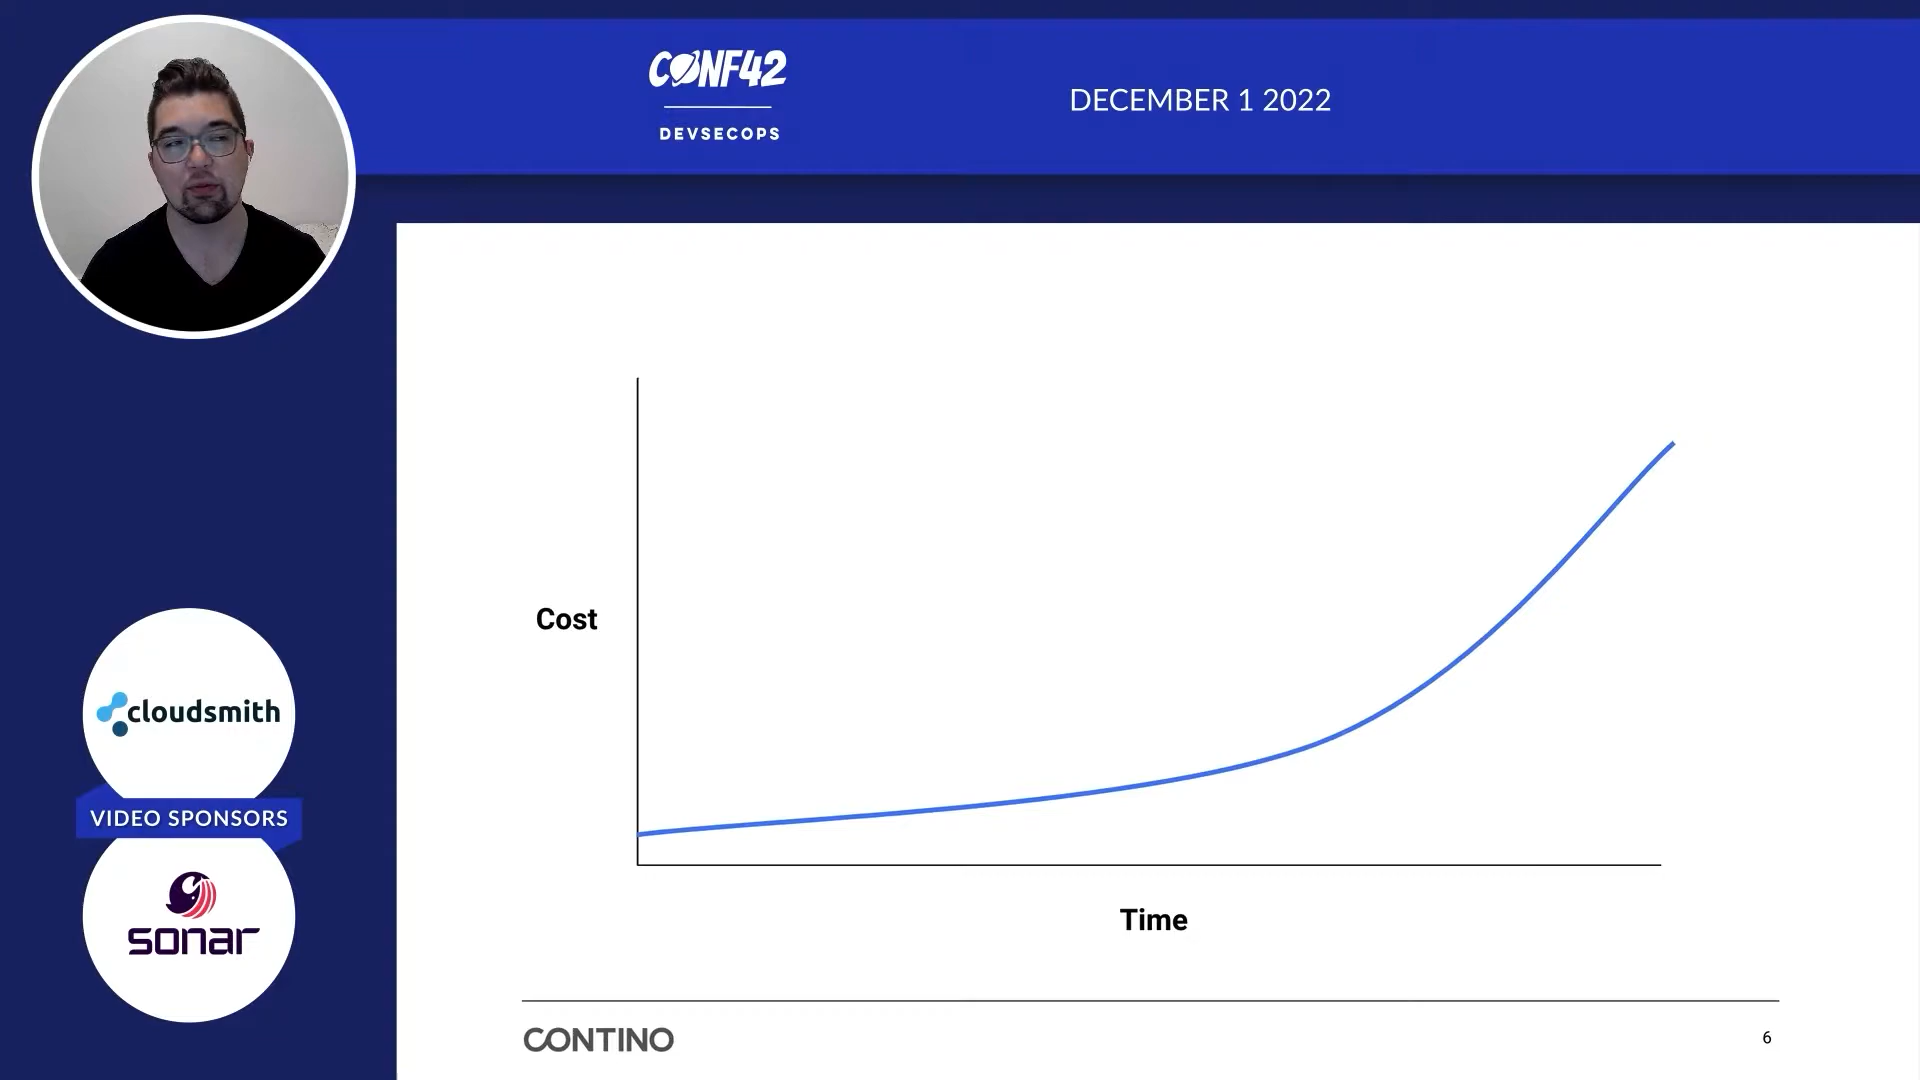 CONF42
DEVSECOPS
DECEMBER 1 2022
Cost
Time
cloudsmith
VIDEO SPONSORS
sonar
CONTINO
6